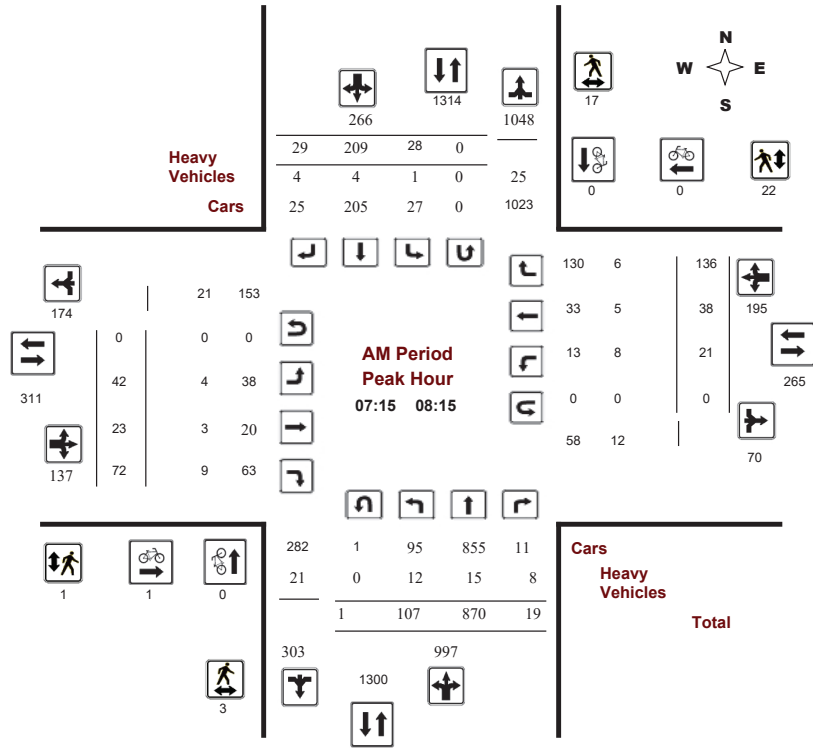 N
W E
S
1314
266 1048
17
29 209 28 0
Heavy
Vehicles
4 4 1 0 25
Cars
25 205 27 0 1023
0 0 22
174
21 153
130 6 136
195
0 0 0
33 5 38
311
42 4 38
AM Period
Peak Hour
07:15 08:15
13 8 21
265
23 3 20
0 0 0
137
72 9 63
58 12
70
282 1 95 855 11
Cars
21 0 12 15 8
Heavy
Vehicles
1 1 0
1 107 870 19
Total
303 997
1300
3